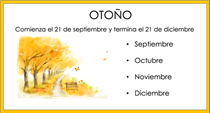 OTOÑO
Comienza el 21 de septiembre y termina el 21 de diciembre
• Septiembre
• Octubre
• Noviembre
• Diciembre